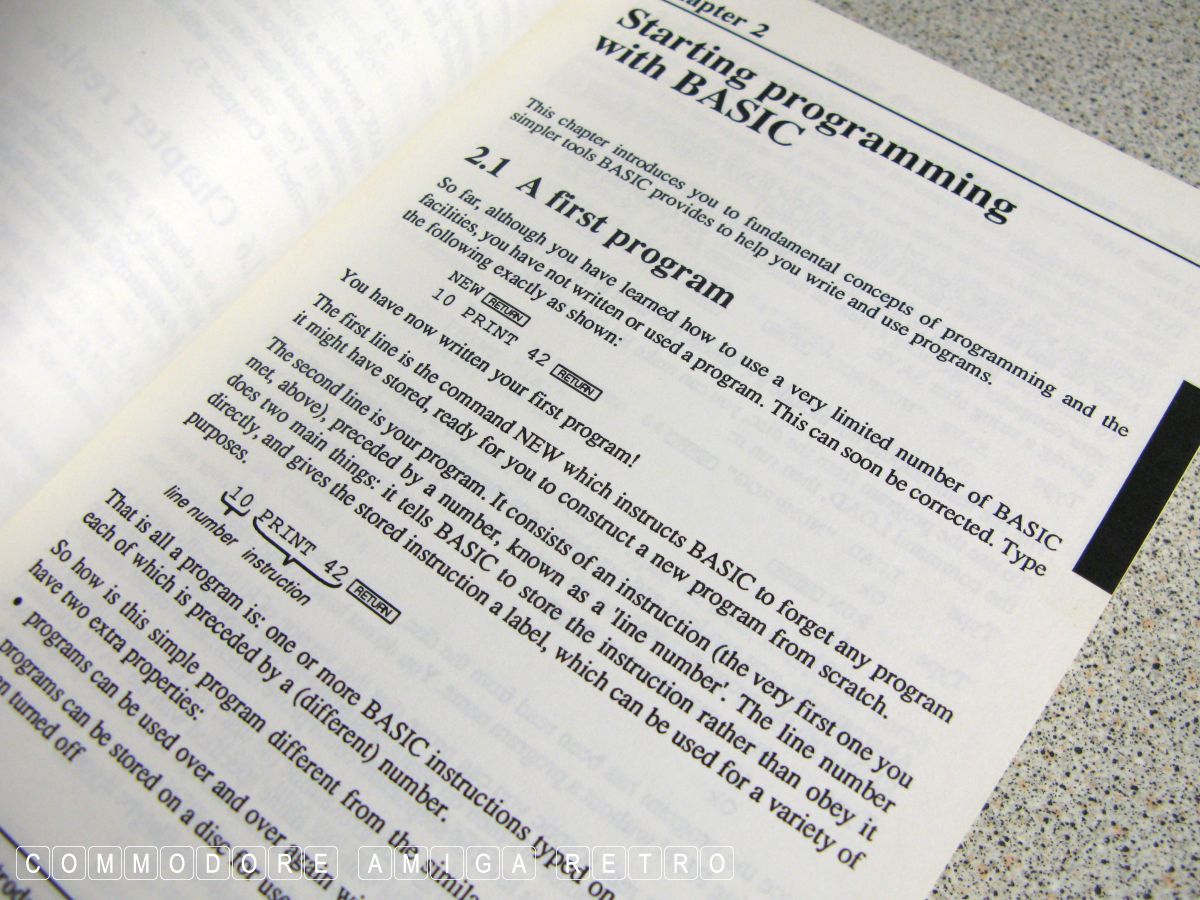 Chapter 2
Starting programming
with BASIC
This chapter introduces you to fundamental concepts of programming and the
simpler tools BASIC provides to help you write and use programs.
2.1 A first program
So far, although you have learned how to use a very limited number of BASIC
facilities, you have not written or used a program. This can soon be corrected. Type
the following exactly as shown:
NEW RETURN
10 PRINT 42 RETURN
You have now written your first program!
The first line is the command NEW which instructs BASIC to forget any program
it might have stored, ready for you to construct a new program from scratch.
The second line is your program. It consists of an instruction (the very first one you
met, above), preceded by a number, known as a 'line number'. The line number
does two main things: it tells BASIC to store the instruction rather than obey it
directly, and gives the stored instruction a label, which can be used for a variety of
purposes.
10 PRINT 42 RETURN
line number instruction
That is all a program is: one or more BASIC instructions typed on
each of which is preceded by a (different) number.
So how is this simple program different from the simila
have two extra properties:
• programs can be used over and over again wi
programs can be stored on a disc for use
en turned off
COMMODORE AMIGA RETRO